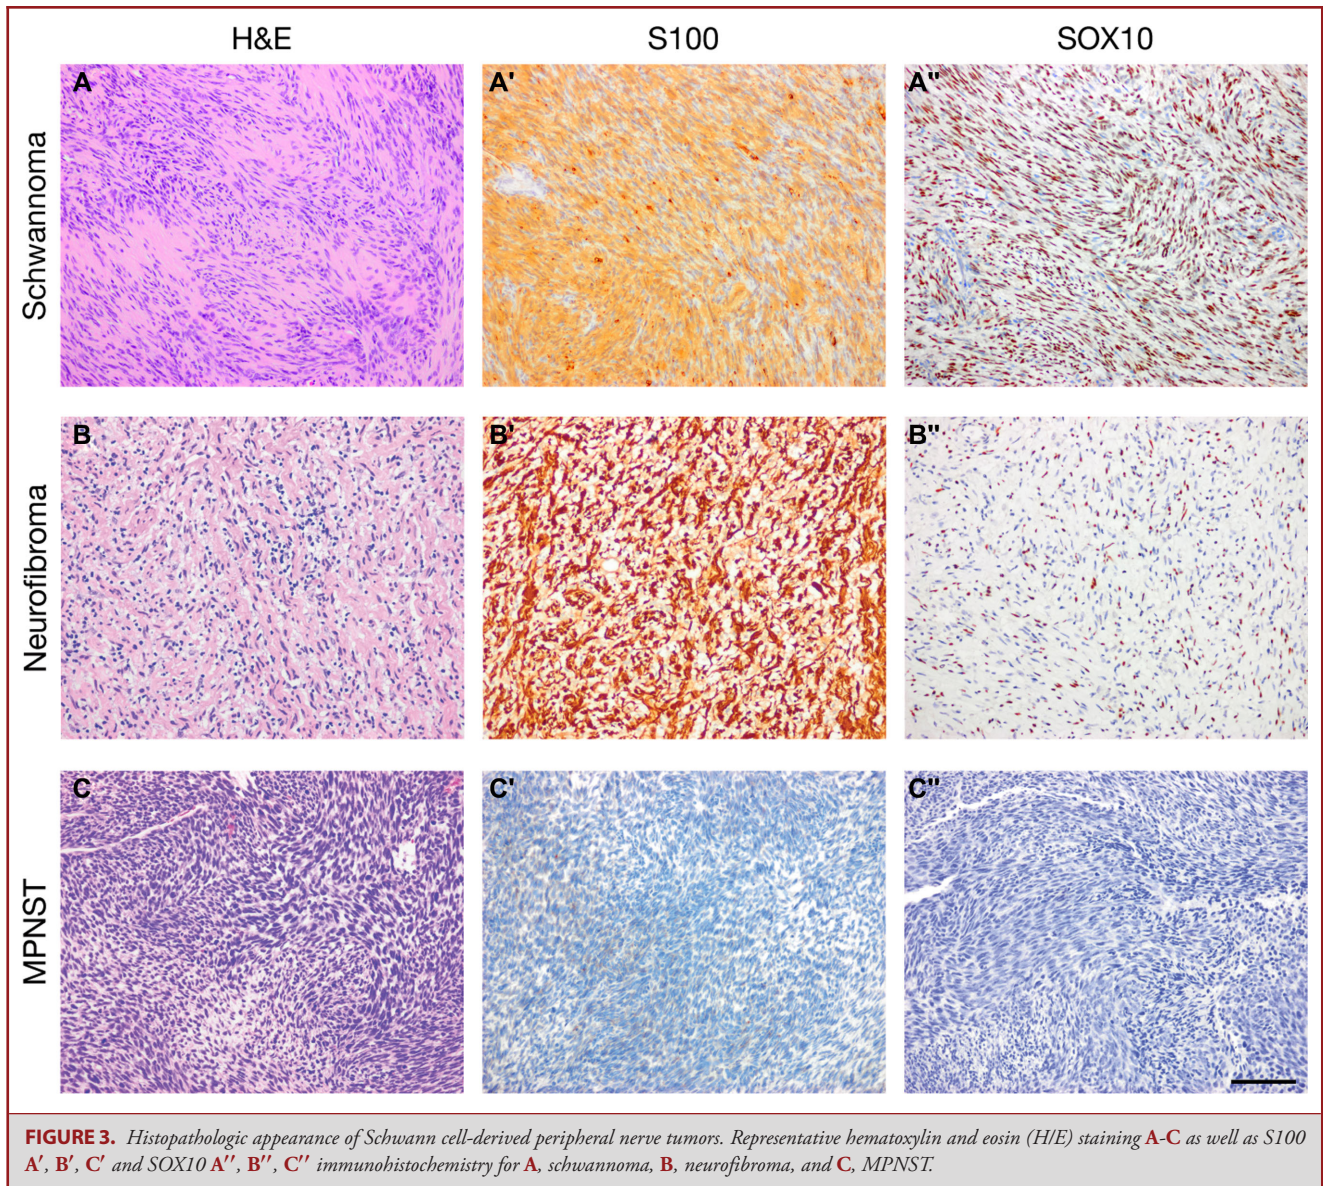 H&E S100 SOX10
Schwannoma
A A' A"
Neurofibroma
B B' B"
MPNST
C C' C"
FIGURE 3. Histopathologic appearance of Schwann cell-derived peripheral nerve tumors. Representative hematoxylin and eosin (H/E) staining A-C as well as S100
A′, B′, C′ and SOX10 A′′, B′′, C′′ immunohistochemistry for A, schwannoma, B, neurofibroma, and C, MPNST.